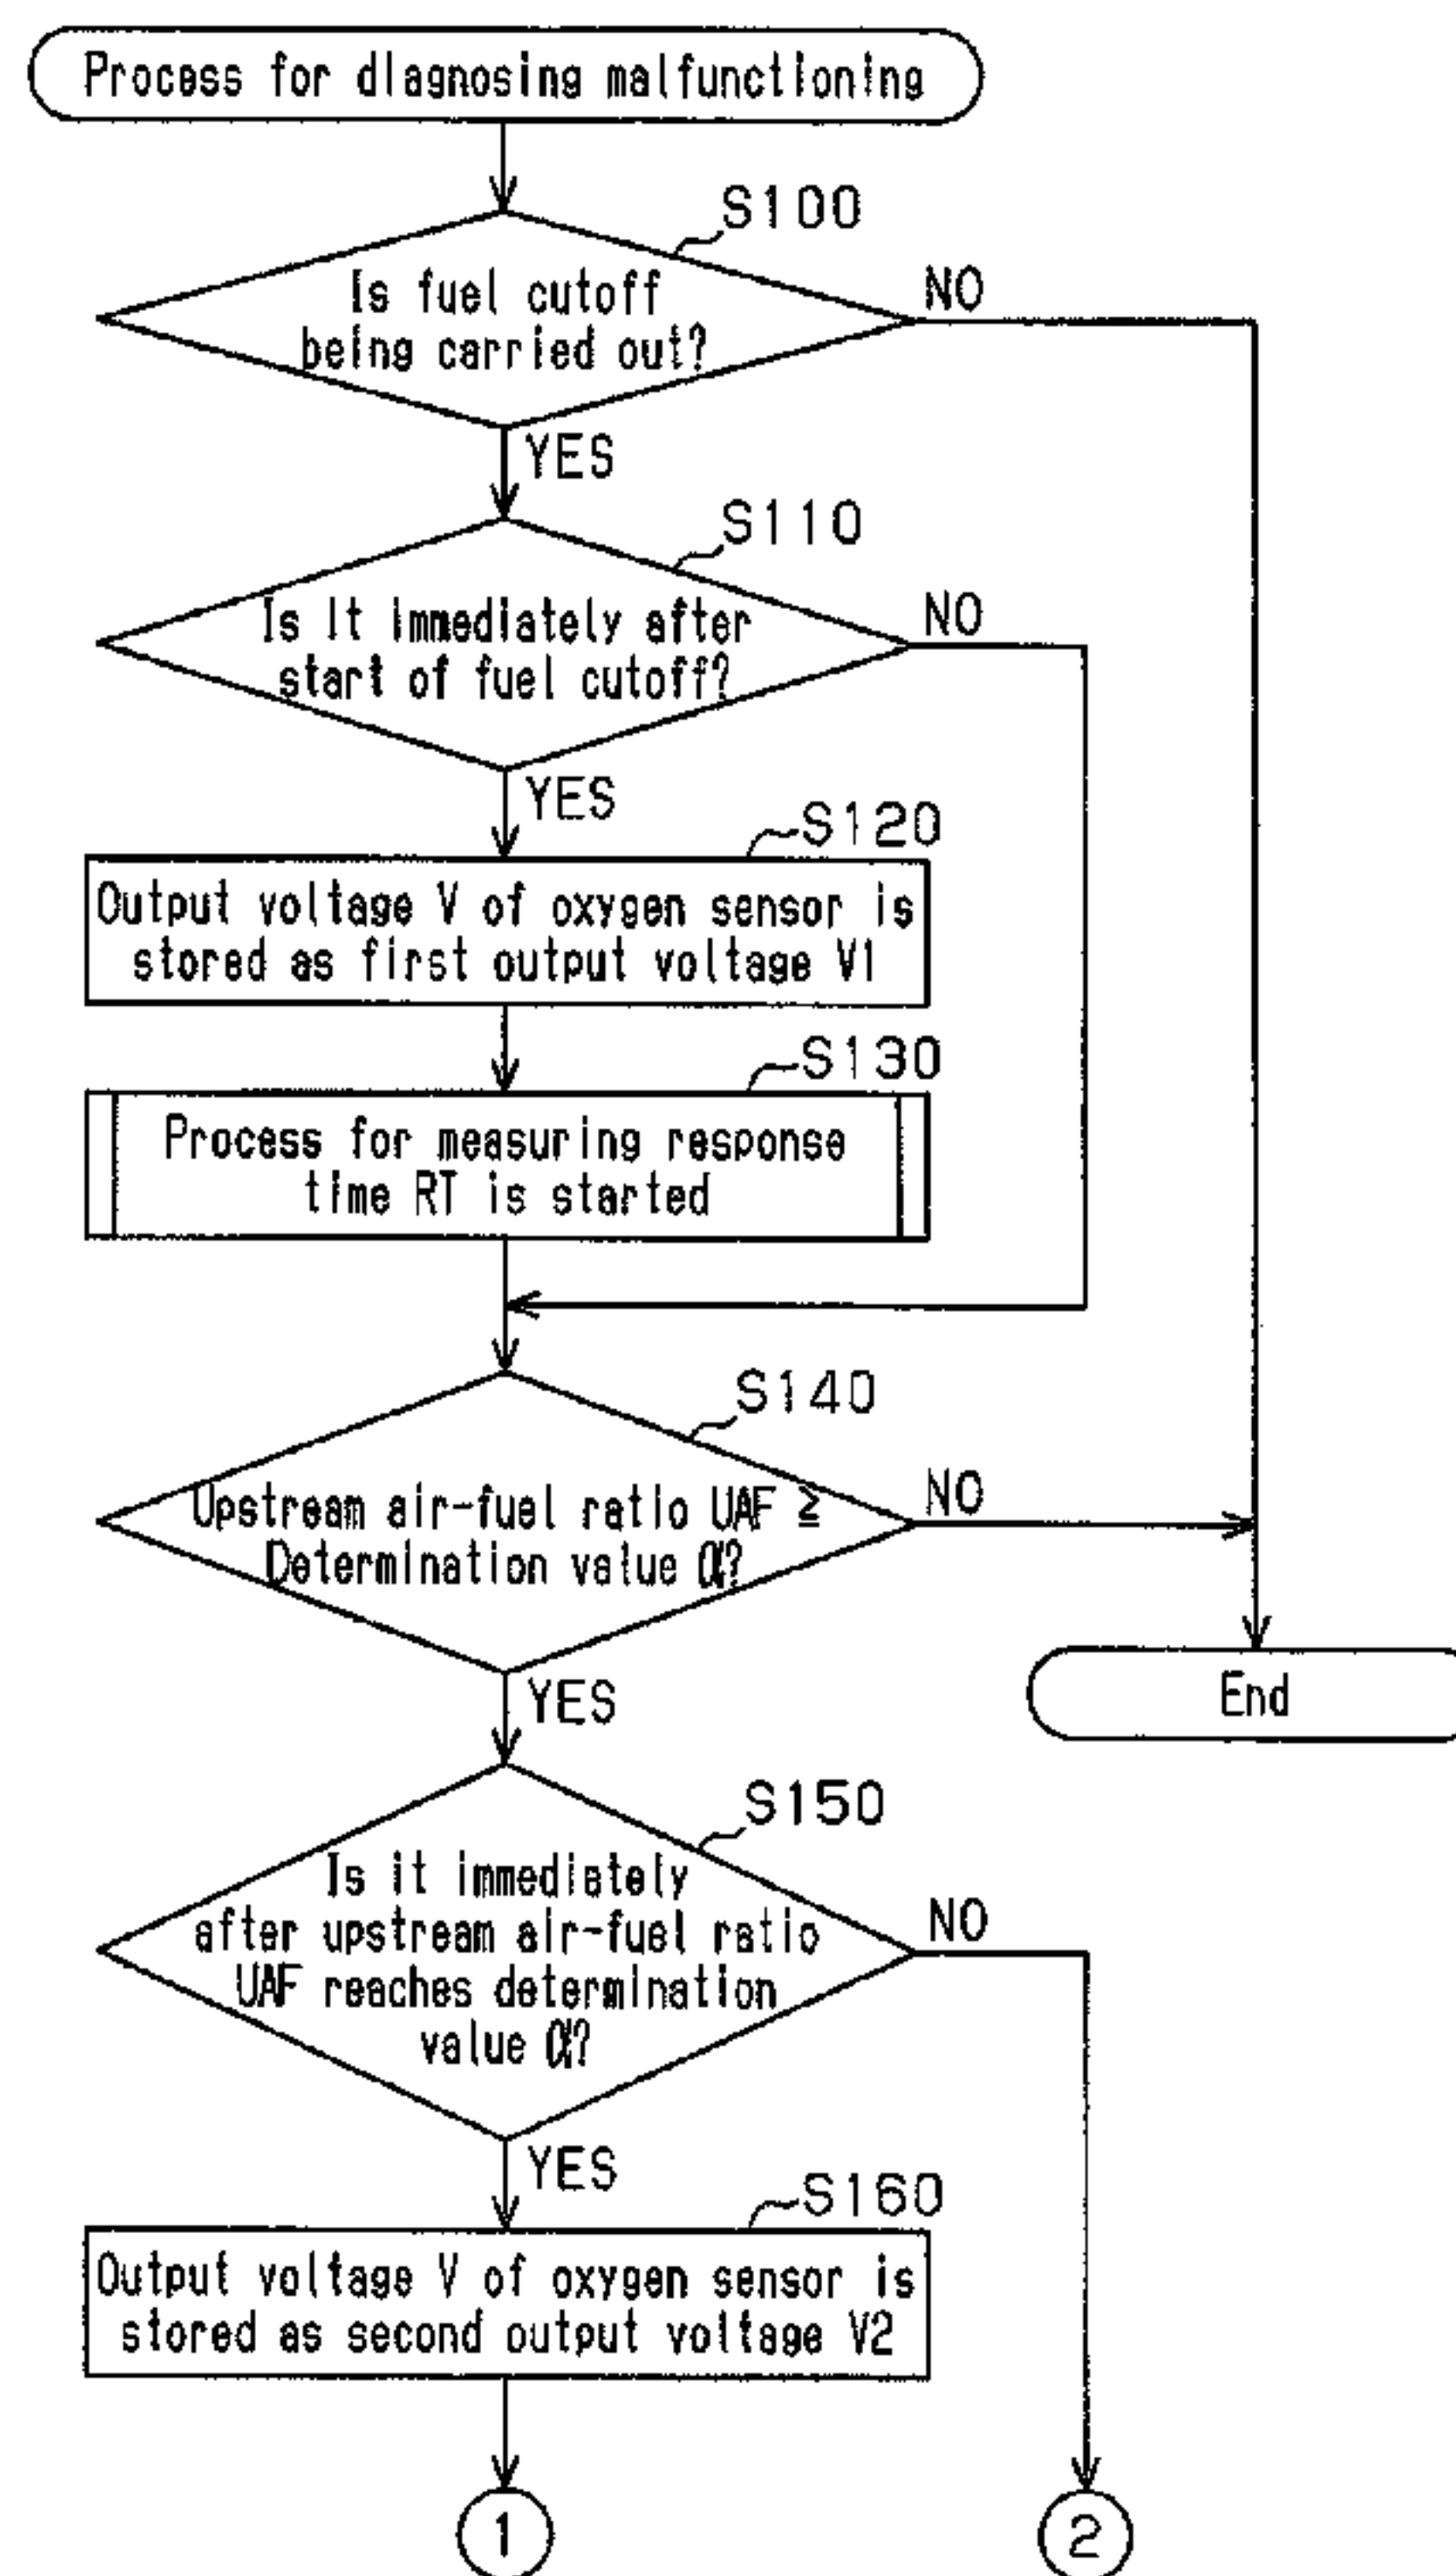 Process for diagnosing malfunctioning
S100
Is fuel cutoff
being carried out?
NO
YES
S110
Is it immediately after
start of fuel cutoff?
NO
YES
S120
Output voltage V of oxygen sensor is
stored as first output voltage V1
S130
Process for measuring response
time RT is started
S140
Upstream air-fuel ratio UAF ≧
Determination value α?
NO
YES
End
S150
Is it immediately
after upstream air-fuel ratio
UAF reaches determination
value α?
NO
YES
S160
Output voltage V of oxygen sensor is
stored as second output voltage V2
1
2